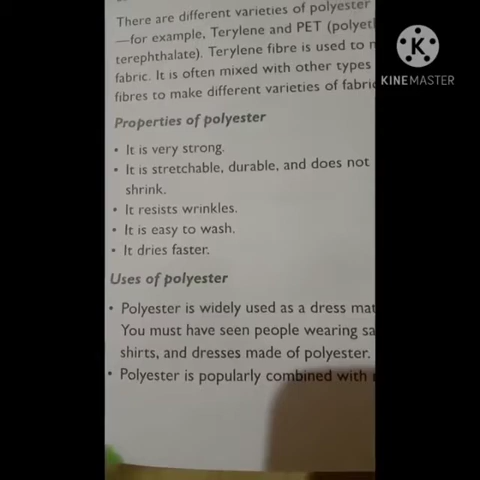 There are different varieties of polyester
—for example, Terylene and PET
terephthalate). Terylene fibre is used to
fabric. It is often mixed with other types
fibres to make different varieties of
Properties of polyester
• It is very strong.
• It is stretchable, durable, and does not
shrink.
• It resists wrinkles.
• It is easy to wash.
• It dries faster.
Uses of polyester
• Polyester is widely used as a dress
You must have seen people wearing
shirts, and dresses made of polyester.
• Polyester is popularly combined with
K
KINEMASTER